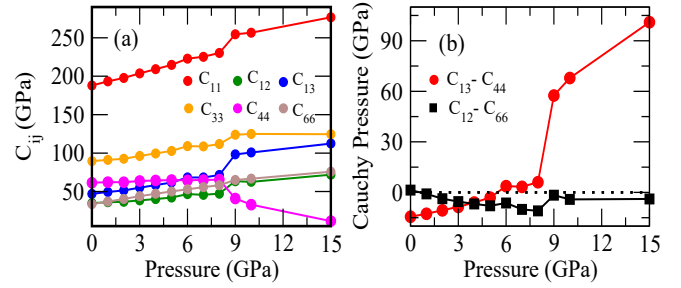 (a)
C11 C12 C13
C33 C44 C66
250
200
150
100
50
0 3 6 9 12 15
Pressure (GPa)
Cij (GPa)
(b)
C13- C44
C12- C66
90
60
30
0
0 3 6 9 12 15
Pressure (GPa)
Cauchy Pressure (GPa)